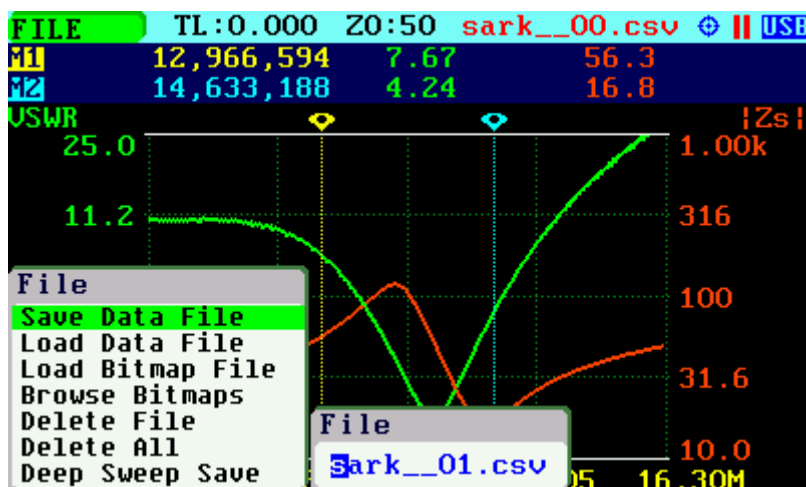 FILE TL:0.000 Z0:50 sark__00.csv USB
M1 12,966,594 7.67 56.3
M2 14,633,188 4.24 16.8
VSWR |Zs|
25.0 1.00k
11.2 316
100
31.6
10.0
16.30M
File
Save Data File
Load Data File
Load Bitmap File
Browse Bitmaps
Delete File
Delete All
Deep Sweep Save
File
sark__01.csv